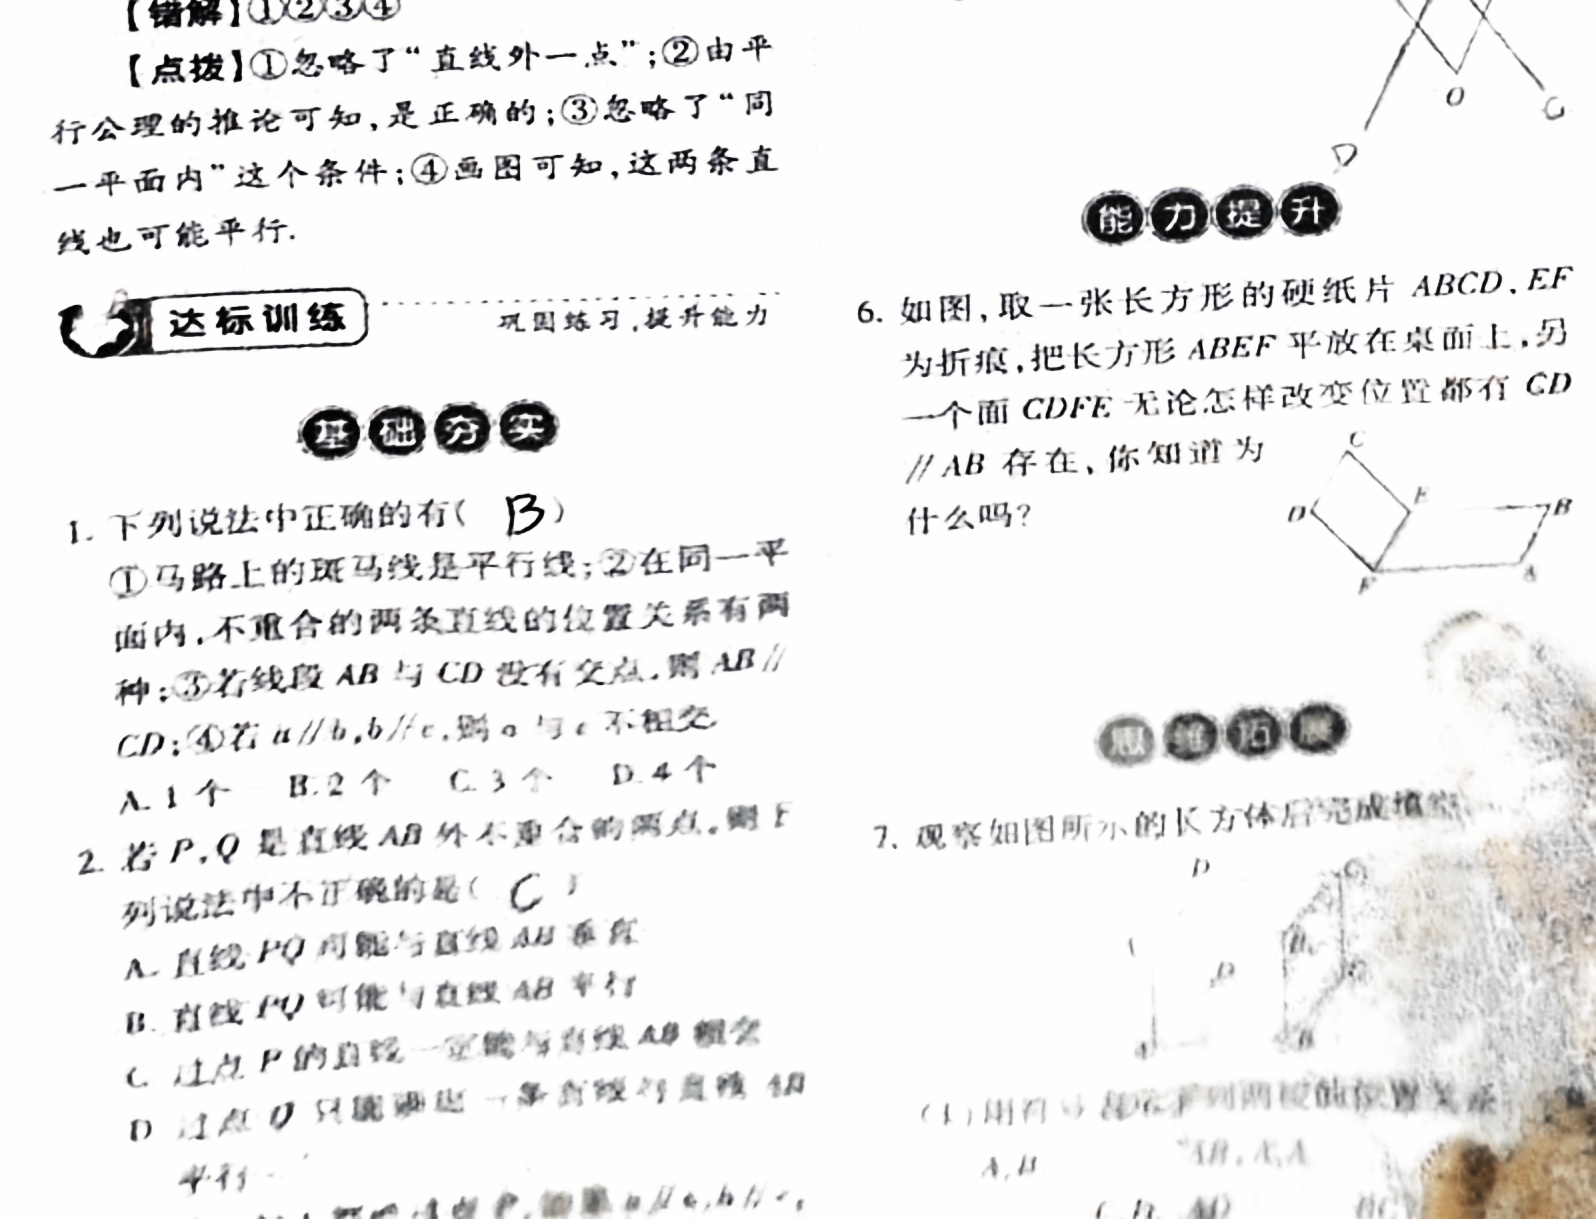 【错解】①②③④
【点拨】①忽略了“直线外一点”;②由平
行公理的推论可知,是正确的;③忽略了“同
一平面内”这个条件;④画图可知,这两条直
线也可能平行.
达标训练
巩固练习,提升能力
基础夯实
1. 下列说法中正确的有( B )
①马路上的斑马线是平行线;②在同一平
面内,不重合的两条直线的位置关系有两
种;③若线段 AB 与 CD 没有交点,则 AB∥
CD;④若 a∥b,b∥c,则 a 与 c 不相交.
A. 1 个 B. 2 个 C. 3 个 D. 4 个
2. 若 P,Q 是直线 AB 外不重合的两点,则下
列说法中不正确的是( C )
A. 直线 PQ 可能与直线 AB 垂直
B. 直线 PQ 可能与直线 AB 平行
C. 过点 P 的直线一定能与直线 AB 相交
D 过点 Q 只能画出一条直线与直线 AB
平行
O
C
D
能力提升
6. 如图,取一张长方形的硬纸片 ABCD,EF
为折痕,把长方形 ABEF 平放在桌面上,另
一个面 CDFE 无论怎样改变位置都有 CD
∥AB 存在,你知道为
什么吗?
C
D
E
B
F
A
思维拓展
7. 观察如图所示的长方体后完成填空
D
D
(1)用符号表示下列两棱的位置关系